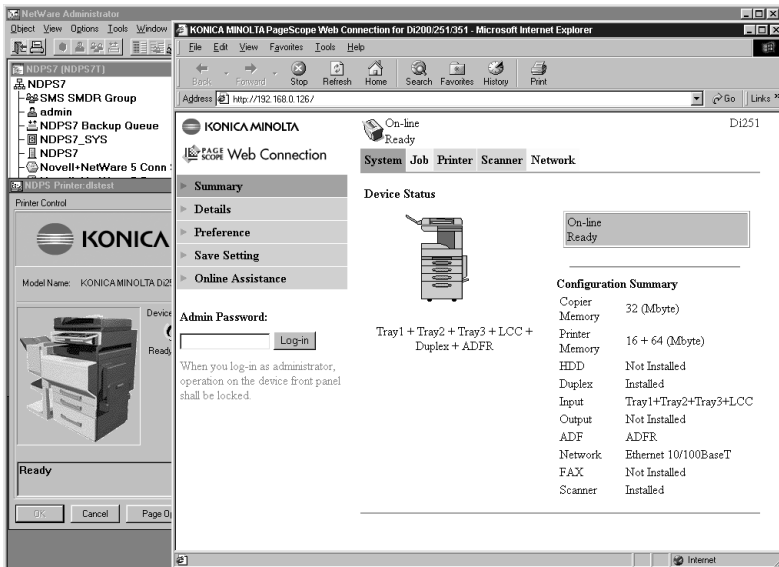 NetWare Administrator
Object View Options Tools Window
NDPS7 (NDPS7T)
NDPS7
SMS SMDR Group
admin
NDPS7 Backup Queue
NDPS7_SYS
NDPS7
Novell+NetWare 5 Conn
NDPS Printer:dlstest
Printer Control
KONICA
Model Name: KONICA MINOLTA Di25
Device
Ready
Ready
OK Cancel Page
KONICA MINOLTA PageScope Web Connection for Di200/251/351 - Microsoft Internet Explorer
File Edit View Favorites Tools Help
Back Forward Stop Refresh Home Search Favorites History Print
Address http://192.168.0.126/ Go Links »
KONICA MINOLTA
PAGE SCOPE Web Connection
Summary
Details
Preference
Save Setting
Online Assistance
Admin Password:
Log-in
When you log-in as administrator,
operation on the device front panel
shall be locked.
On-line
Ready
Di251
System Job Printer Scanner Network
Device Status
Tray1 + Tray2 + Tray3 + LCC +
Duplex + ADFR
On-line
Ready
Configuration Summary
Copier Memory 32 (Mbyte)
Printer Memory 16 + 64 (Mbyte)
HDD Not Installed
Duplex Installed
Input Tray1+Tray2+Tray3+LCC
Output Not Installed
ADF ADFR
Network Ethernet 10/100BaseT
FAX Not Installed
Scanner Installed
Internet